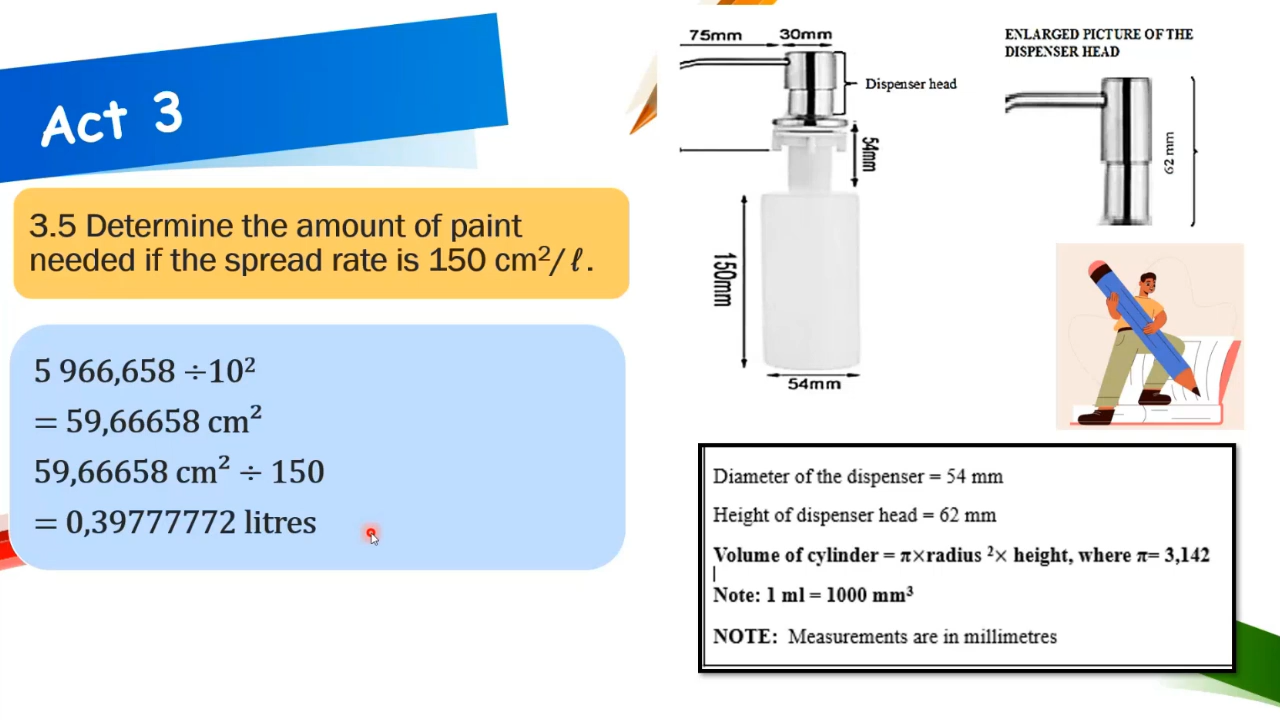 Act 3
3.5 Determine the amount of paint
needed if the spread rate is 150 cm²/ℓ.
5 966,658 ÷10²
= 59,66658 cm²
59,66658 cm² ÷ 150
= 0,39777772 litres
75mm
30mm
Dispenser head
54mm
150mm
54mm
ENLARGED PICTURE OF THE
DISPENSER HEAD
62 mm
Diameter of the dispenser = 54 mm
Height of dispenser head = 62 mm
Volume of cylinder = π×radius ²× height, where π= 3,142
Note: 1 ml = 1000 mm³
NOTE: Measurements are in millimetres